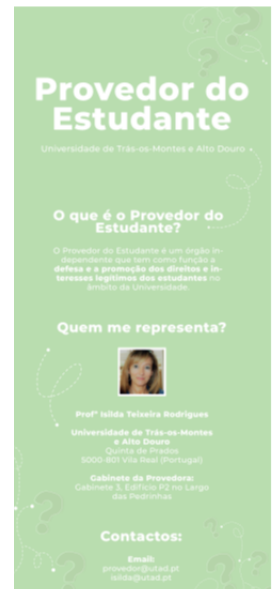 Provedor do
Estudante
Universidade de Trás-os-Montes e Alto Douro
O que é o Provedor do
Estudante?
O Provedor do Estudante é um órgão in-
dependente que tem como função a
defesa e a promoção dos direitos e in-
teresses legítimos dos estudantes no
âmbito da Universidade.
Quem me representa?
Profª Isilda Teixeira Rodrigues
Universidade de Trás-os-Montes
e Alto Douro
Quinta de Prados
5000-801 Vila Real (Portugal)
Gabinete da Provedora:
Gabinete 3, Edifício P2 no Largo
das Pedrinhas
Contactos:
Email:
provedor@utad.pt
isilda@utad.pt